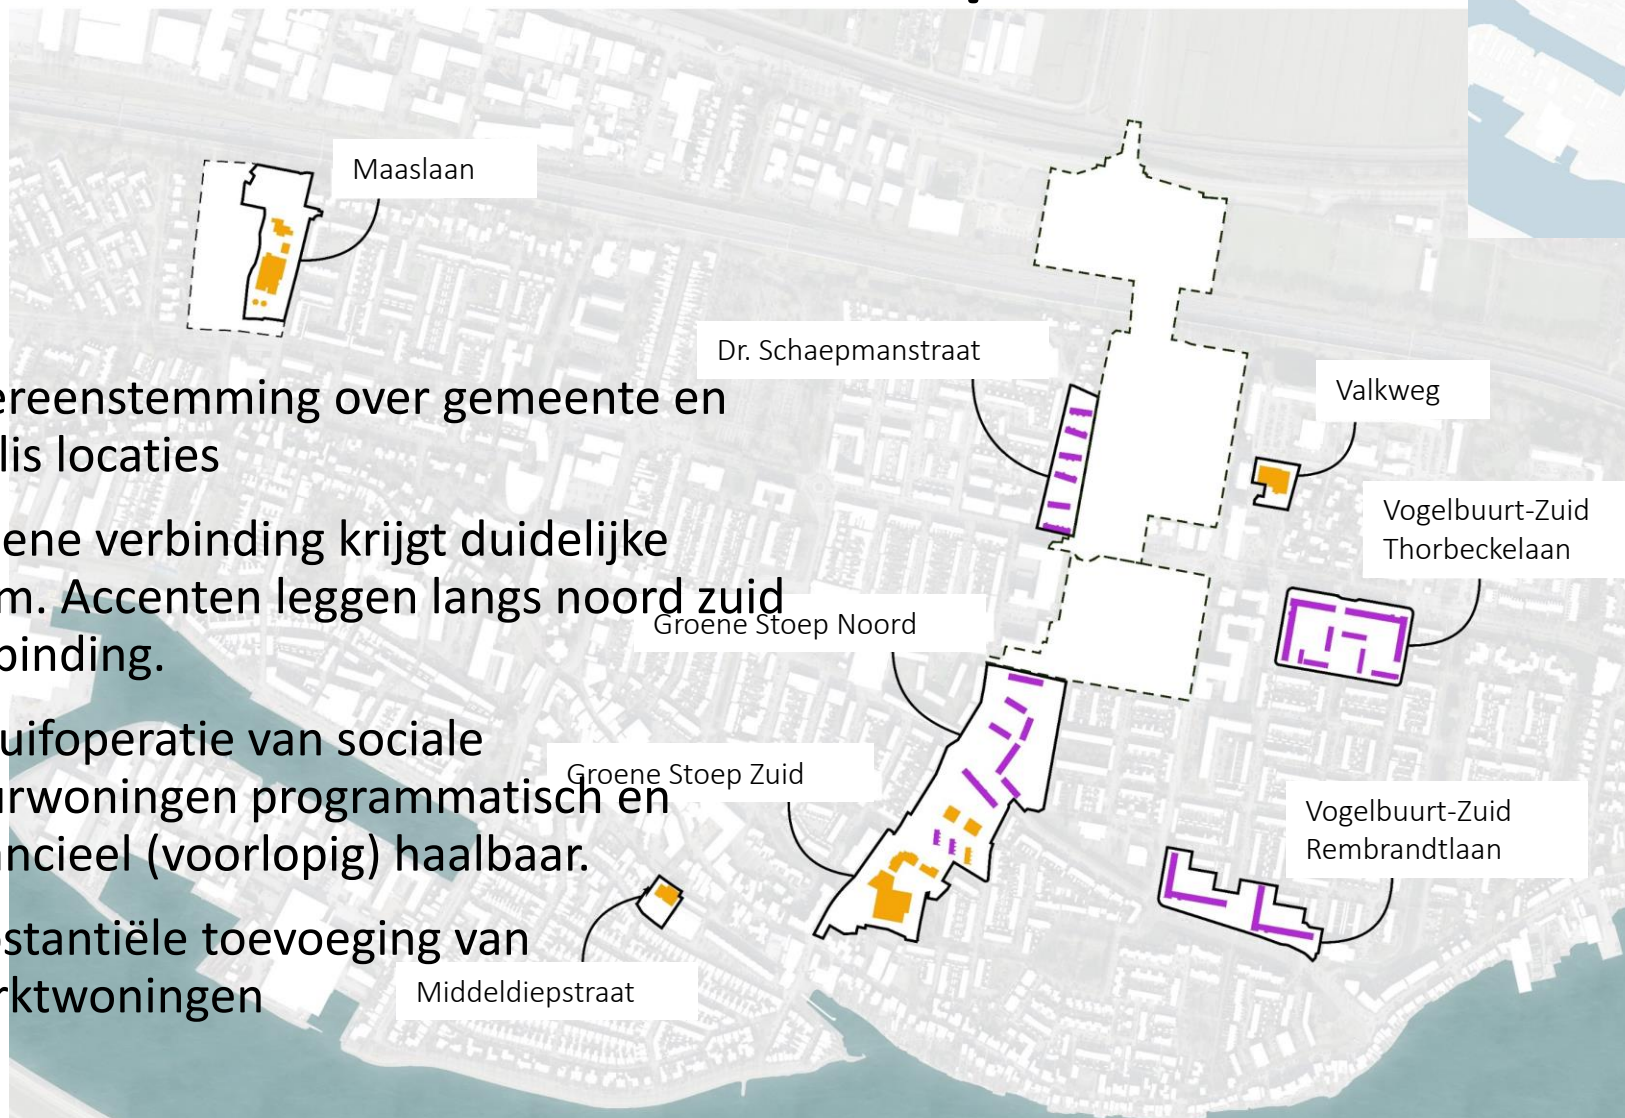 Maaslaan
Dr. Schaepmanstraat
Valkweg
Vogelbuurt-Zuid
Thorbeckelaan
Groene Stoep Noord
Groene Stoep Zuid
Vogelbuurt-Zuid
Rembrandtlaan
Middeldiepstraat
ereenstemming over gemeente en
lis locaties
ene verbinding krijgt duidelijke
m. Accenten leggen langs noord zuid
binding.
uifoperatie van sociale
urwoningen programmatisch en
ancieel (voorlopig) haalbaar.
stantiële toevoeging van
rktwoningen